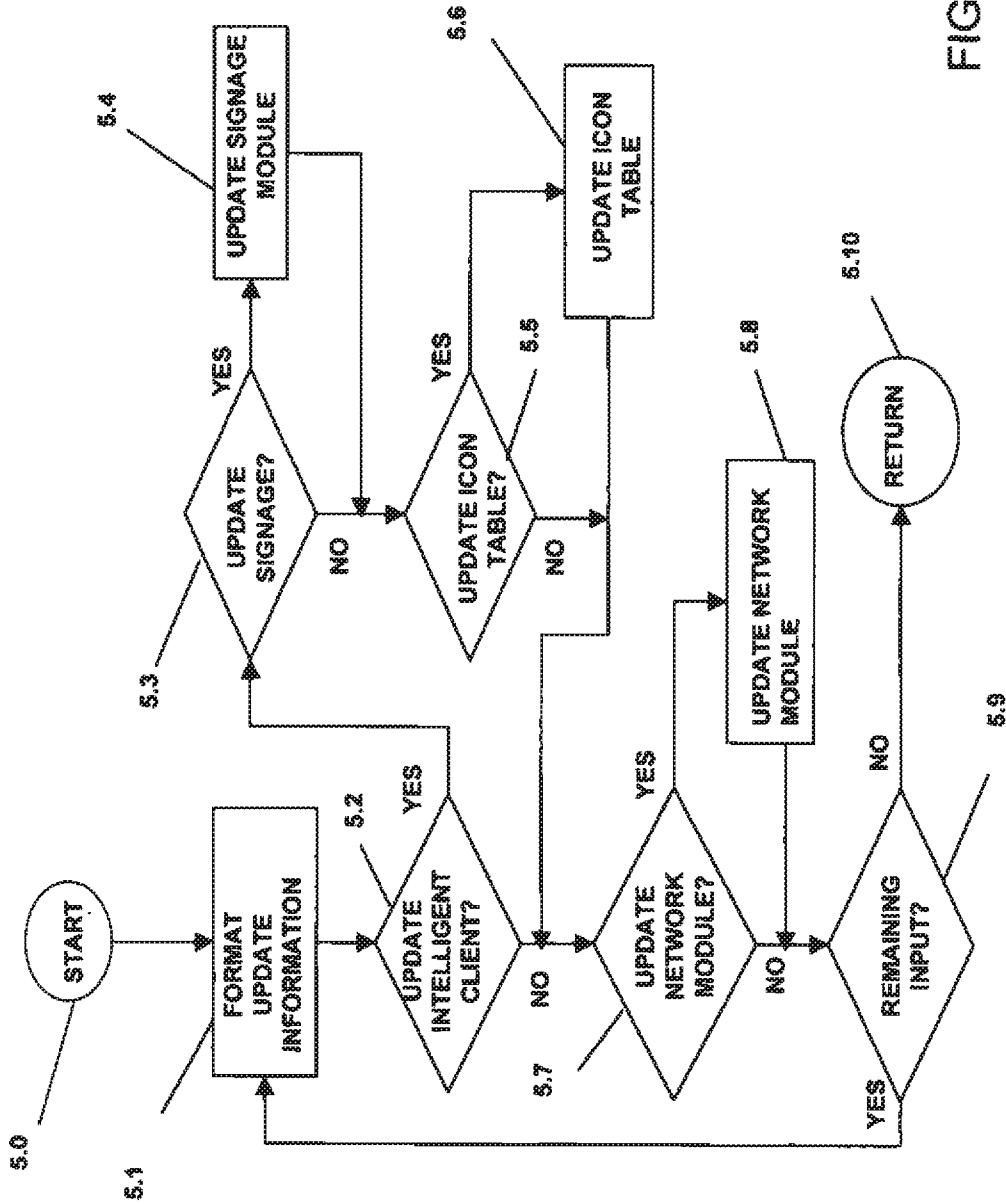 5.0
START
5.1
FORMAT
UPDATE
INFORMATION
5.2
UPDATE
INTELLIGENT
CLIENT?
YES
NO
5.3
UPDATE
SIGNAGE?
YES
NO
5.4
UPDATE SIGNAGE
MODULE
UPDATE ICON
TABLE?
5.5
YES
NO
5.6
UPDATE ICON
TABLE
5.7
UPDATE
NETWORK
MODULE?
YES
NO
5.8
UPDATE NETWORK
MODULE
REMAINING
INPUT?
5.9
YES
NO
5.10
RETURN
FIG